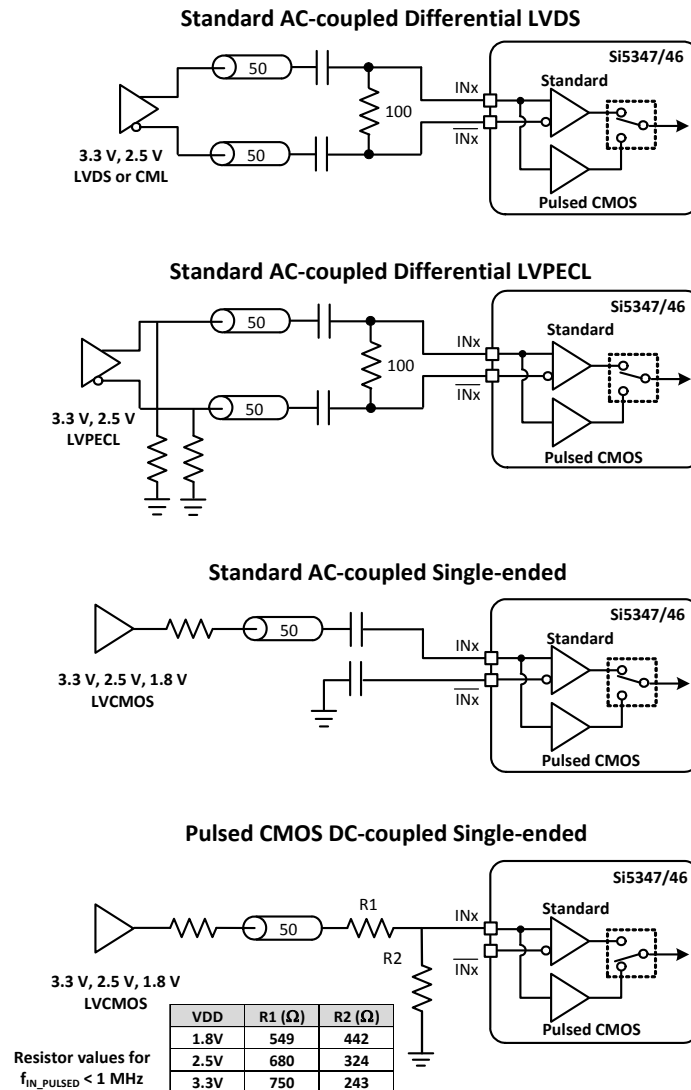 Standard AC-coupled Differential LVDS
Si5347/46
50
Standard
INx
100
INx
50
3.3 V, 2.5 V
LVDS or CML
Pulsed CMOS
Standard AC-coupled Differential LVPECL
Si5347/46
50
Standard
INx
100
INx
50
3.3 V, 2.5 V
LVPECL
Pulsed CMOS
Standard AC-coupled Single-ended
Si5347/46
Standard
50
INx
3.3 V, 2.5 V, 1.8 V
LVCMOS
INx
Pulsed CMOS
Pulsed CMOS DC-coupled Single-ended
Si5347/46
R1
Standard
50
INx
R2
INx
3.3 V, 2.5 V, 1.8 V
LVCMOS
Pulsed CMOS
VDD R1 (Ω) R2 (Ω)
1.8V 549 442
2.5V 680 324
3.3V 750 243
Resistor values for
fIN_PULSED < 1 MHz